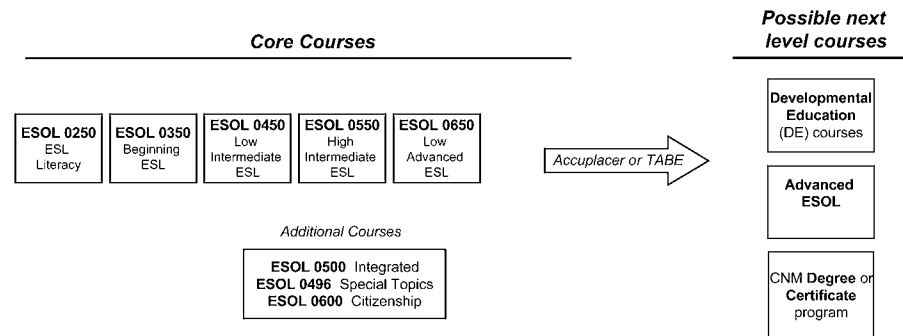 Core Courses
Possible next
level courses
ESOL 0250
ESL
Literacy
ESOL 0350
Beginning
ESL
ESOL 0450
Low
Intermediate
ESL
ESOL 0550
High
Intermediate
ESL
ESOL 0650
Low
Advanced
ESL
Accuplacer or TABE
Developmental
Education
(DE) courses
Advanced
ESOL
CNM Degree or
Certificate
program
Additional Courses
ESOL 0500 Integrated
ESOL 0496 Special Topics
ESOL 0600 Citizenship